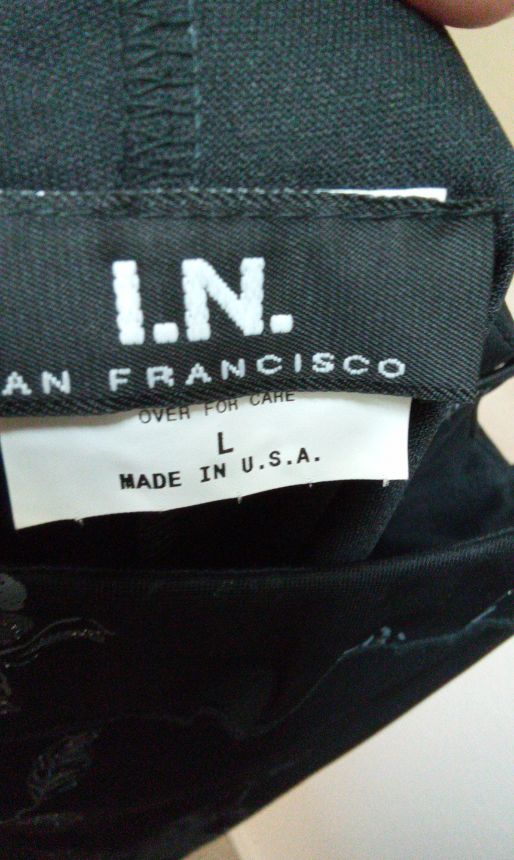 I.N.
AN FRANCISCO
OVER FOR CARE
L
MADE IN U.S.A.